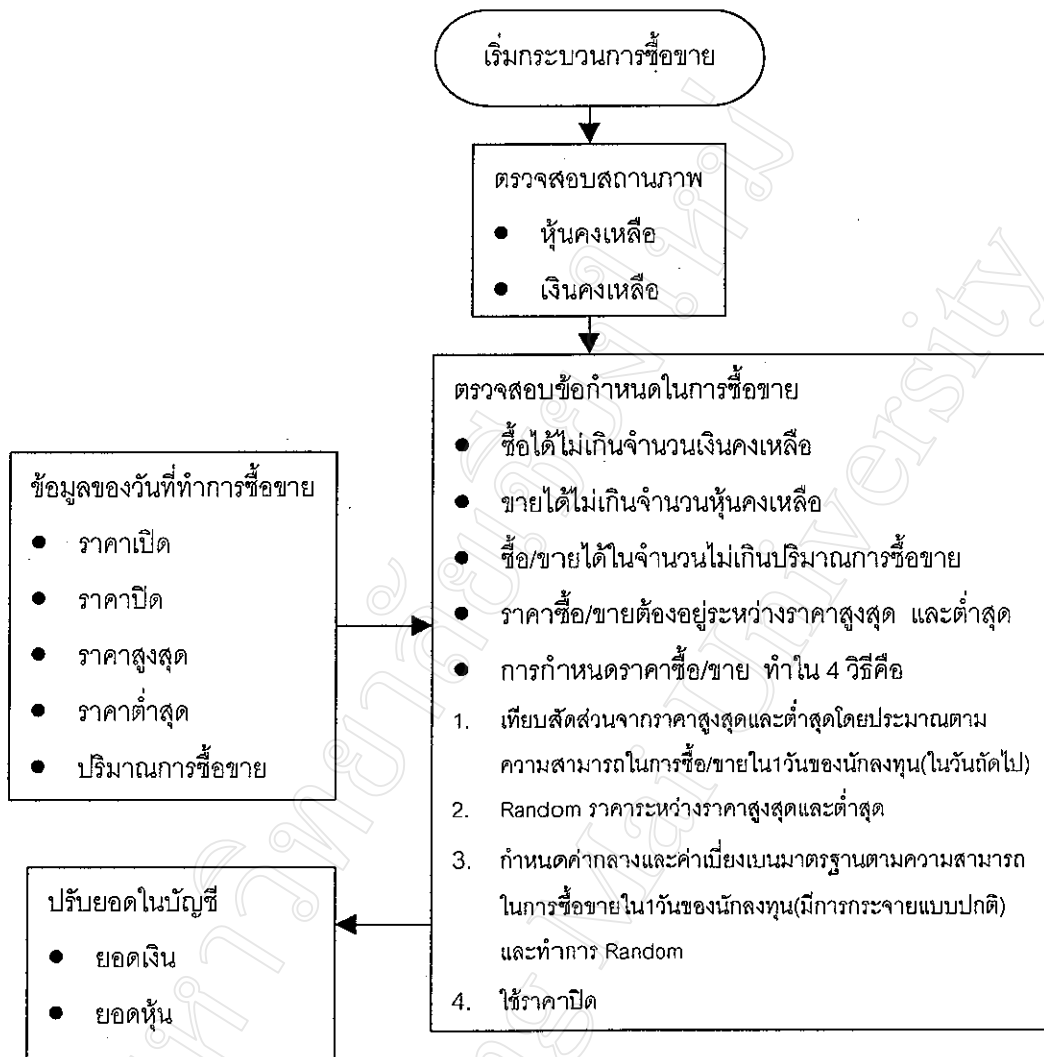 เริ่มกระบวนการซื้อขาย
ตรวจสอบสถานภาพ
● หุ้นคงเหลือ
● เงินคงเหลือ
ตรวจสอบข้อกำหนดในการซื้อขาย
● ซื้อได้ไม่เกินจำนวนเงินคงเหลือ
● ขายได้ไม่เกินจำนวนหุ้นคงเหลือ
● ซื้อ/ขายได้ในจำนวนไม่เกินปริมาณการซื้อขาย
● ราคาซื้อ/ขายต้องอยู่ระหว่างราคาสูงสุด และต่ำสุด
● การกำหนดราคาซื้อ/ขาย ทำใน 4 วิธีคือ
1. เทียบสัดส่วนจากราคาสูงสุดและต่ำสุดโดยประมาณตาม
ความสามารถในการซื้อ/ขายใน1วันของนักลงทุน(ในวันถัดไป)
2. Random ราคาระหว่างราคาสูงสุดและต่ำสุด
3. กำหนดค่ากลางและค่าเบี่ยงเบนมาตรฐานตามความสามารถ
ในการซื้อขายใน1วันของนักลงทุน(มีการกระจายแบบปกติ)
และทำการ Random
4. ใช้ราคาปิด
ข้อมูลของวันที่ทำการซื้อขาย
● ราคาเปิด
● ราคาปิด
● ราคาสูงสุด
● ราคาต่ำสุด
● ปริมาณการซื้อขาย
ปรับยอดในบัญชี
● ยอดเงิน
● ยอดหุ้น